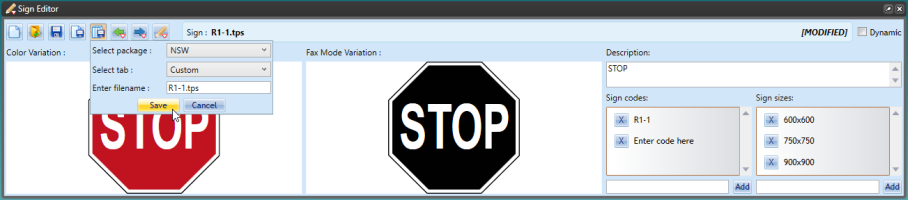 Sign Editor
Sign : R1-1.tps
[MODIFIED]
Dynamic
Color Variation :
Select package : NSW
Select tab : Custom
Enter filename : R1-1.tps
Save Cancel
STOP
Fax Mode Variation :
STOP
Description:
STOP
Sign codes:
X R1-1
X Enter code here
Add
Sign sizes:
X 600x600
X 750x750
X 900x900
Add